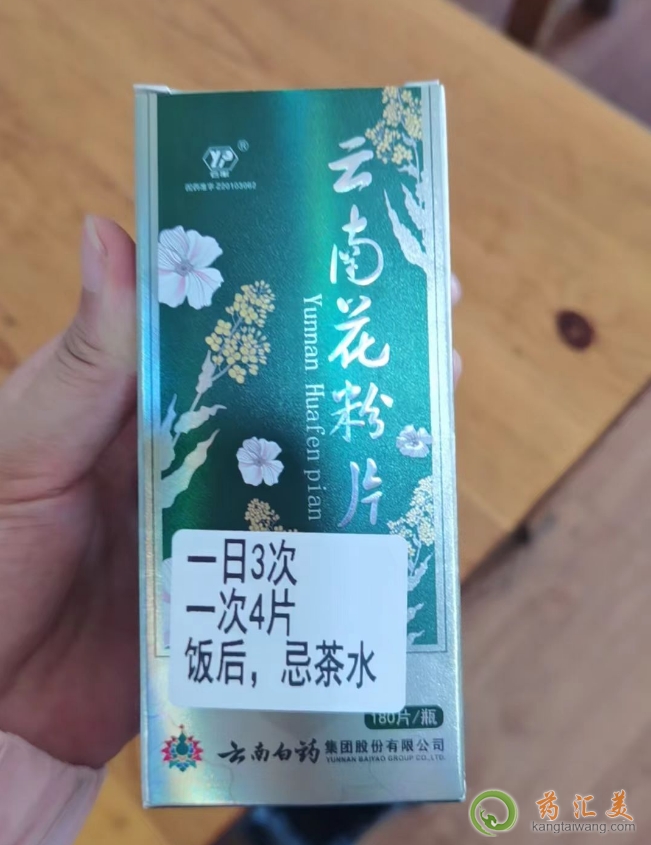 YP
云南花粉片
Yunnan Huafen pian
一日3次
一次4片
饭后，忌茶水
180片/瓶
云南白药集团股份有限公司
YUNNAN BAIYAO GROUP CO.,LTD.
药汇美
kangtaiwang.com